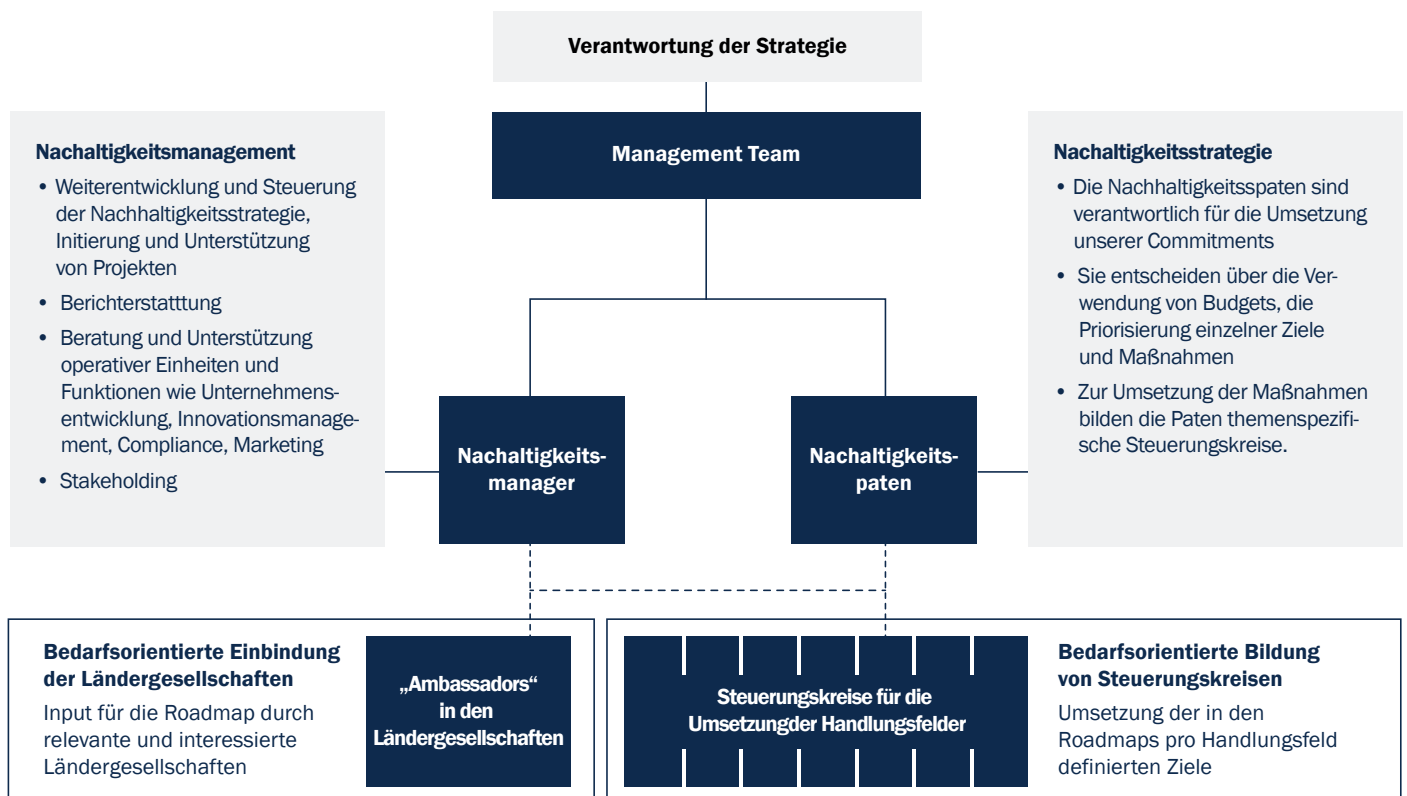 Verantwortung der Strategie
Management Team
Nachaltigkeitsmanagement
• Weiterentwicklung und Steuerung
der Nachhaltigkeitsstrategie,
Initierung und Unterstützung
von Projekten
• Berichterstatttung
• Beratung und Unterstützung
operativer Einheiten und
Funktionen wie Unternehmens-
entwicklung, Innovationsmanage-
ment, Compliance, Marketing
• Stakeholding
Nachaltigkeitsstrategie
• Die Nachhaltigkeitsspaten sind
verantwortlich für die Umsetzung
unserer Commitments
• Sie entscheiden über die Ver-
wendung von Budgets, die
Priorisierung einzelner Ziele
und Maßnahmen
• Zur Umsetzung der Maßnahmen
bilden die Paten themenspezifi-
sche Steuerungskreise.
Nachaltigkeits-
manager
Nachaltigkeits-
paten
Bedarfsorientierte Einbindung
der Ländergesellschaften
Input für die Roadmap durch
relevante und interessierte
Ländergesellschaften
„Ambassadors“
in den
Ländergesellschaften
Steuerungskreise für die
Umsetzungder Handlungsfelder
Bedarfsorientierte Bildung
von Steuerungskreisen
Umsetzung der in den
Roadmaps pro Handlungsfeld
definierten Ziele